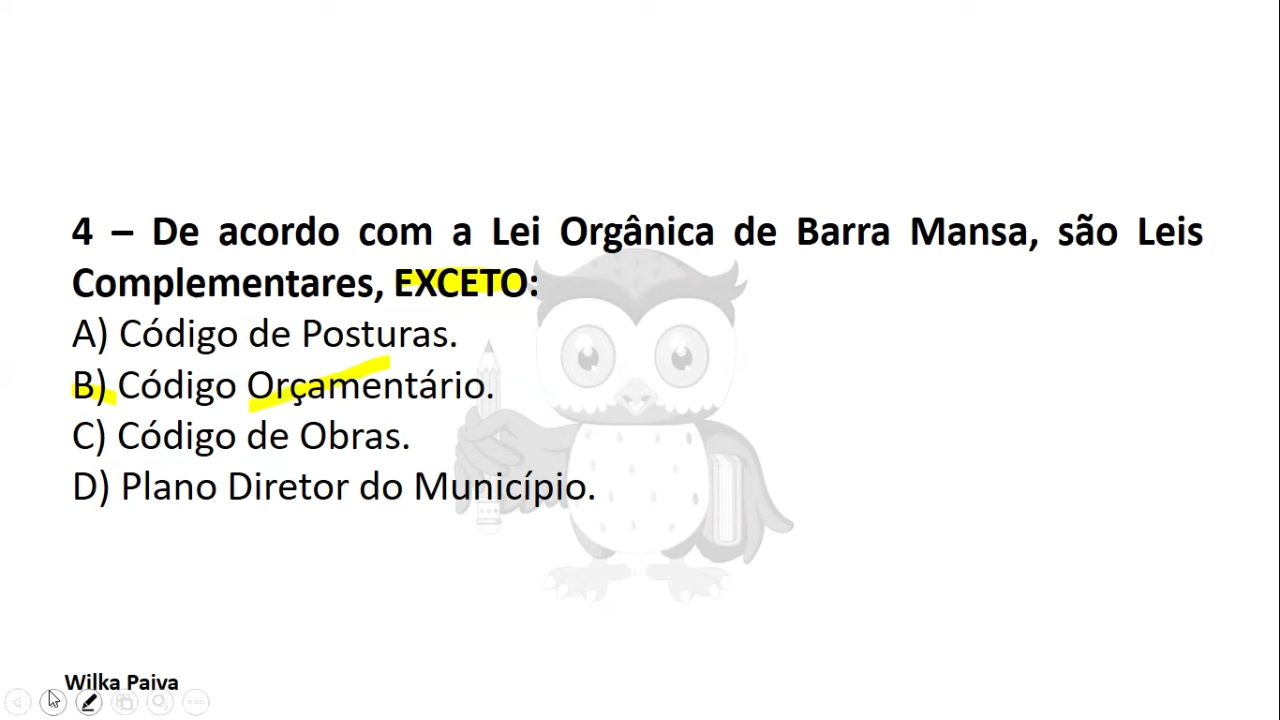 4 – De acordo com a Lei Orgânica de Barra Mansa, são Leis
Complementares, EXCETO:
A) Código de Posturas.
B) Código Orçamentário.
C) Código de Obras.
D) Plano Diretor do Município.
Wilka Paiva